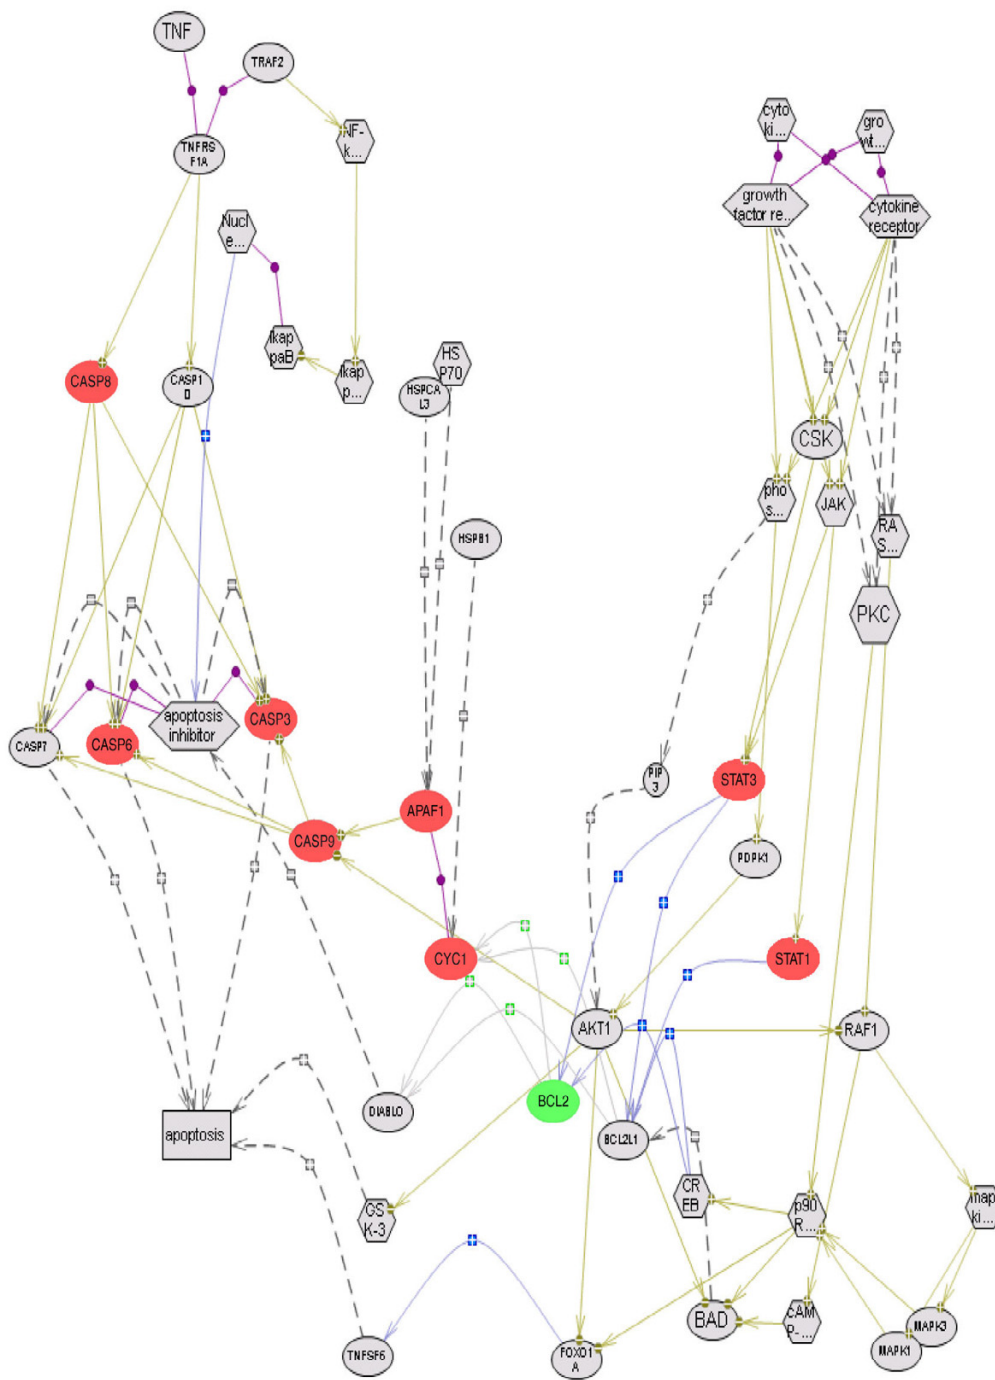 TNF
TRAF2
TNFRS
F1A
NF-
k...
cyto
ki...
gro
wt...
growth
factor re...
cytokine
receptor
Nucl
e...
Ikap
paB
Ikapp
p...
HS
P70
HSPCA
L3
CASP8
CASP1
0
CSK
phos
s...
JAK
RA
S...
HSPB1
PKC
CASP7
CASP6
apoptosis
inhibitor
CASP3
PIP
3
STAT3
APAF1
CASP9
PDPK1
CYC1
STAT1
AKT1
RAF1
BCL2
DIABLO
apoptosis
BCL2L1
CR
EB
GS
K-3
p90
R...
map
ki...
BAD
cAM
P-...
MAPK3
MAPK1
TNFSF6
FOXO1
A